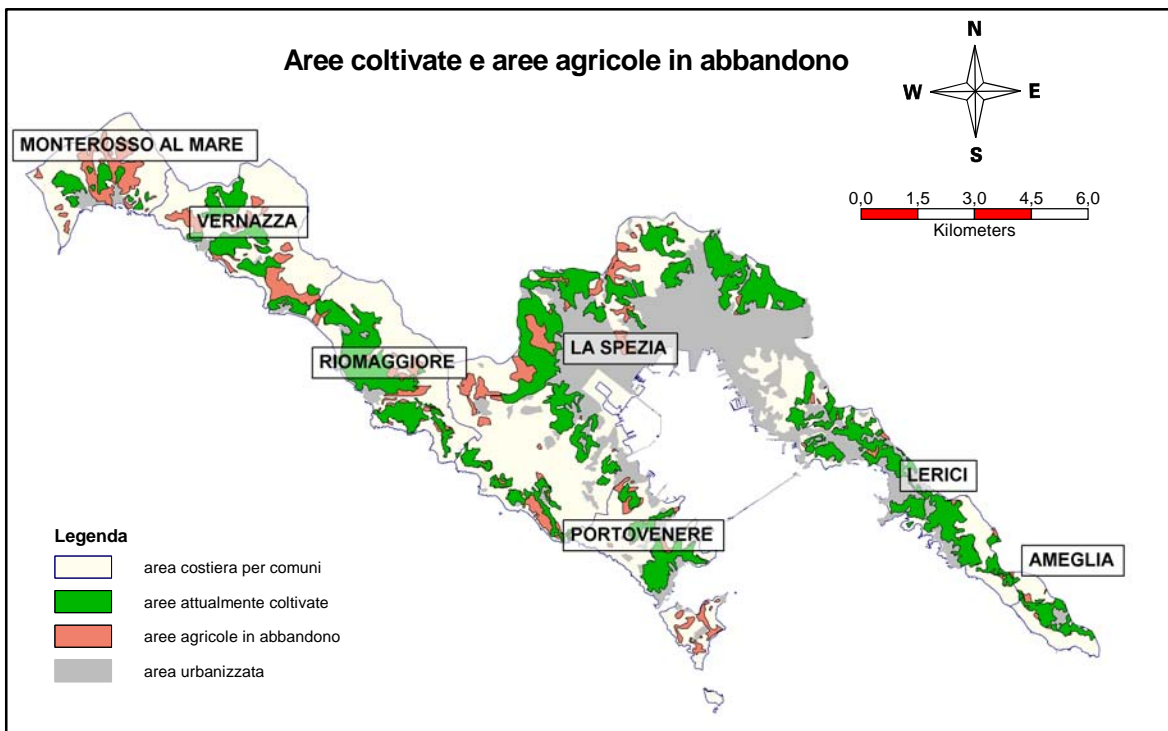 Aree coltivate e aree agricole in abbandono
N
W E
S
MONTEROSSO AL MARE
VERNAZZA
0,0 1,5 3,0 4,5 6,0
Kilometers
RIOMAGGIORE
LA SPEZIA
LERICI
PORTOVENERE
AMEGLIA
Legenda
area costiera per comuni
aree attualmente coltivate
aree agricole in abbandono
area urbanizzata